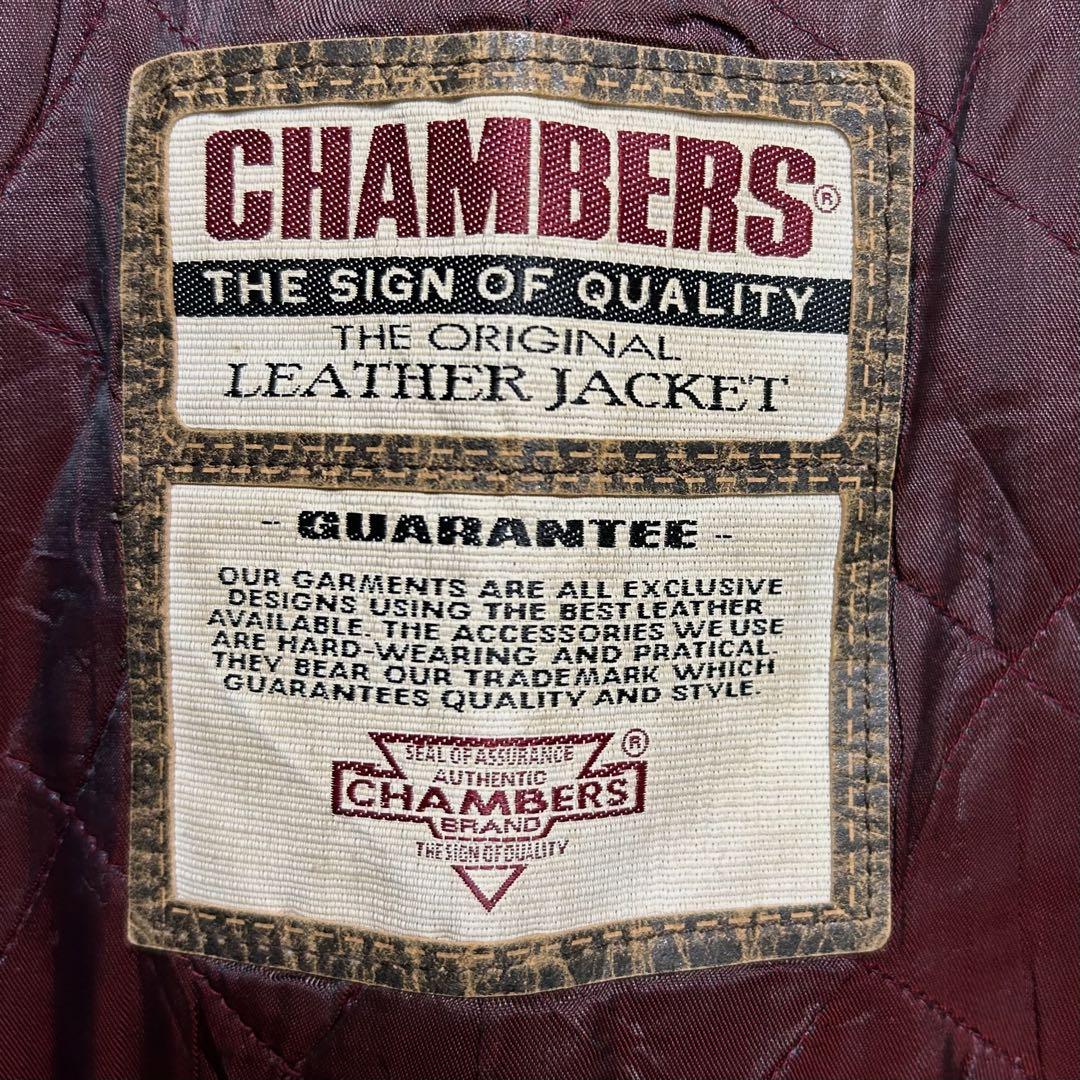 CHAMBERS®
THE SIGN OF QUALITY
THE ORIGINAL
LEATHER JACKET
- GUARANTEE -
OUR GARMENTS ARE ALL EXCLUSIVE
DESIGNS USING THE BEST LEATHER
AVAILABLE. THE ACCESSORIES WE USE
ARE HARD-WEARING AND PRATICAL.
THEY BEAR OUR TRADEMARK WHICH
GUARANTEES QUALITY AND STYLE.
SEAL OF ASSURANCE ®
AUTHENTIC
CHAMBERS
BRAND
THE SIGN OF QUALITY